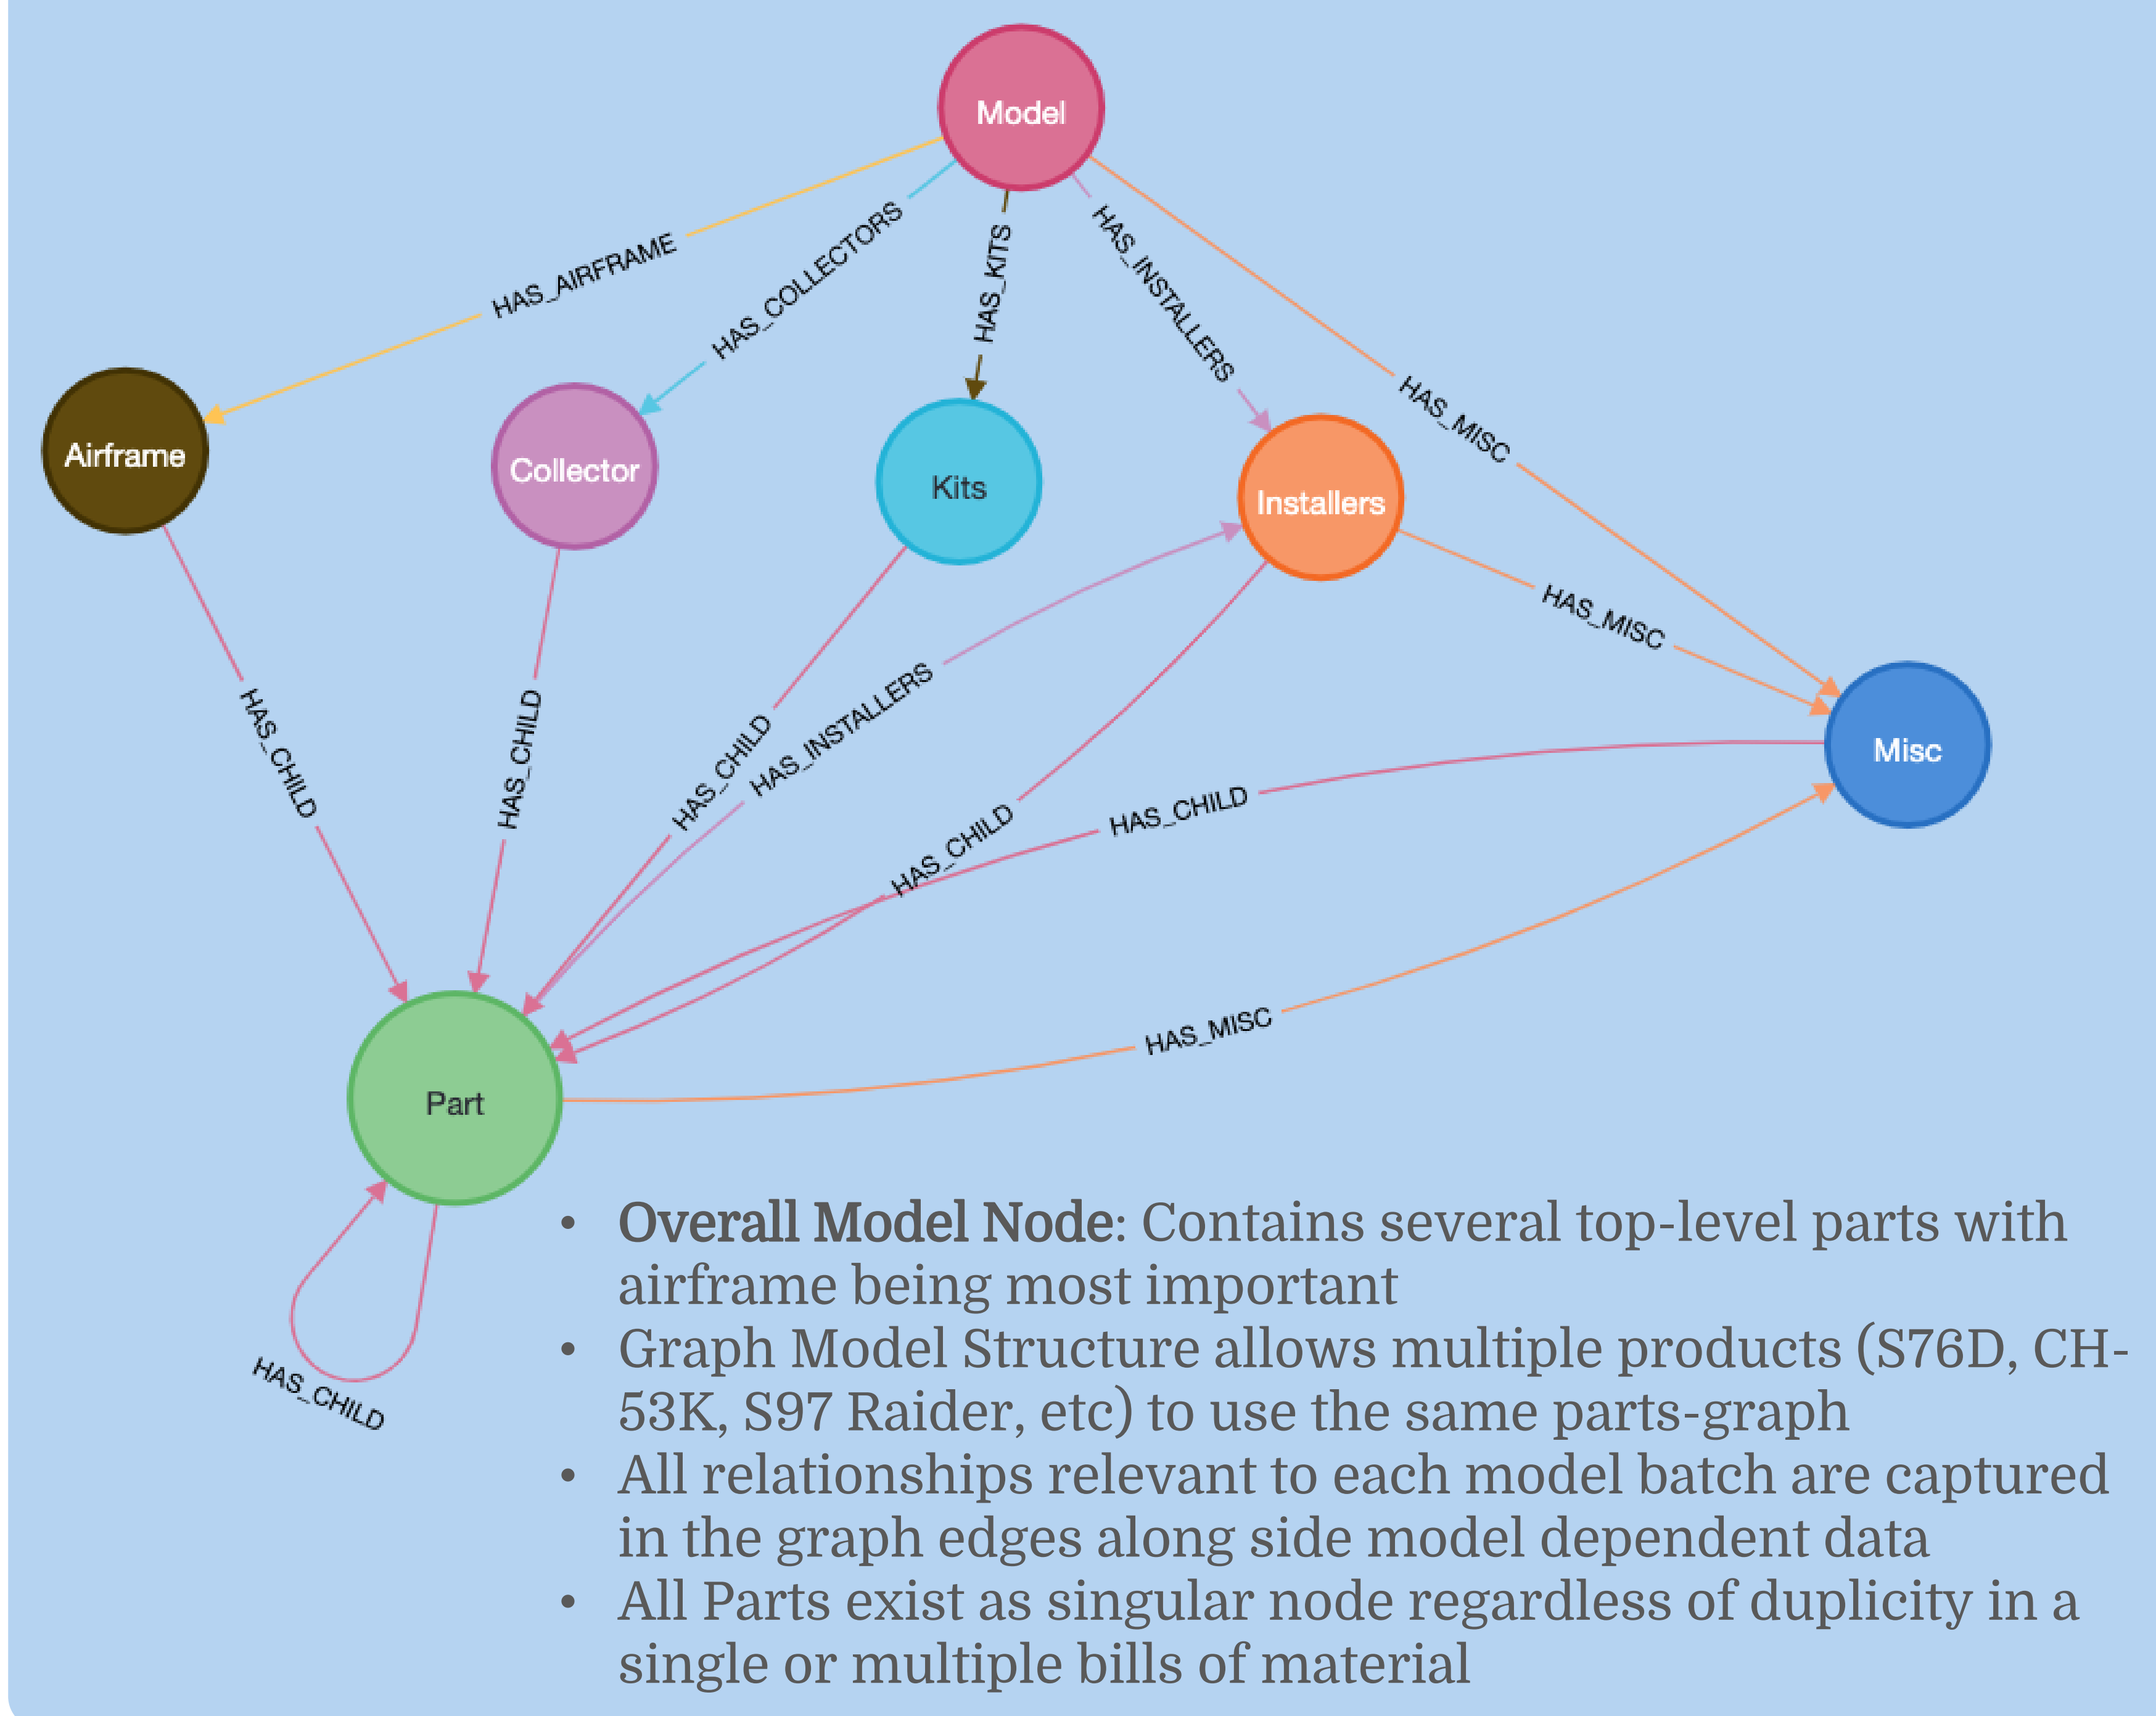 Model
HAS_AIRFRAME
HAS_COLLECTORS
HAS_KITS
HAS_INSTALLERS
HAS_MISC
Airframe
Collector
Kits
Installers
HAS_MISC
Misc
HAS_CHILD
HAS_CHILD
HAS_CHILD
HAS_INSTALLERS
HAS_CHILD
HAS_CHILD
HAS_MISC
Part
HAS_CHILD
• Overall Model Node: Contains several top-level parts with
airframe being most important
• Graph Model Structure allows multiple products (S76D, CH-
53K, S97 Raider, etc) to use the same parts-graph
• All relationships relevant to each model batch are captured
in the graph edges along side model dependent data
• All Parts exist as singular node regardless of duplicity in a
single or multiple bills of material